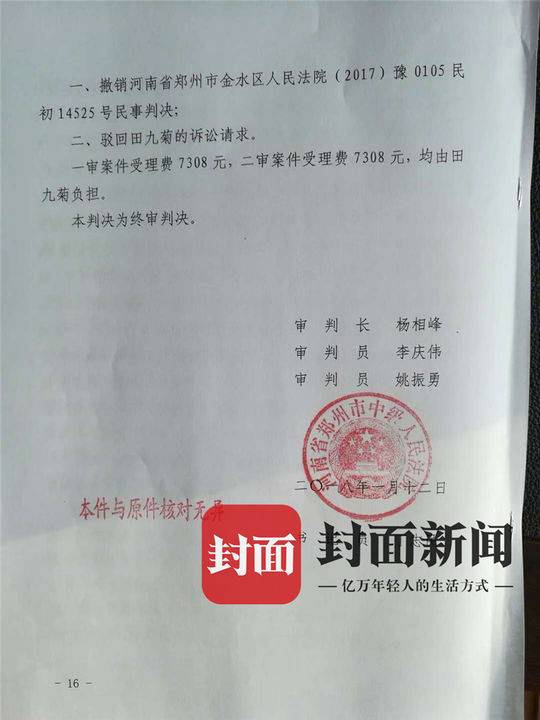 一、撤销河南省郑州市金水区人民法院（2017）豫 0105 民
初 14525 号民事判决；
二、驳回田九菊的诉讼请求。
一审案件受理费 7308 元，二审案件受理费 7308 元，均由田
九菊负担。
本判决为终审判决。
审 判 长 杨相峰
审 判 员 李庆伟
审 判 员 姚振勇
河南省郑州市中级人民法
二〇一八年一月十二日
本件与原件核对无异
书 员 志
封面
封面新闻
亿万年轻人的生活方式
- 16 -